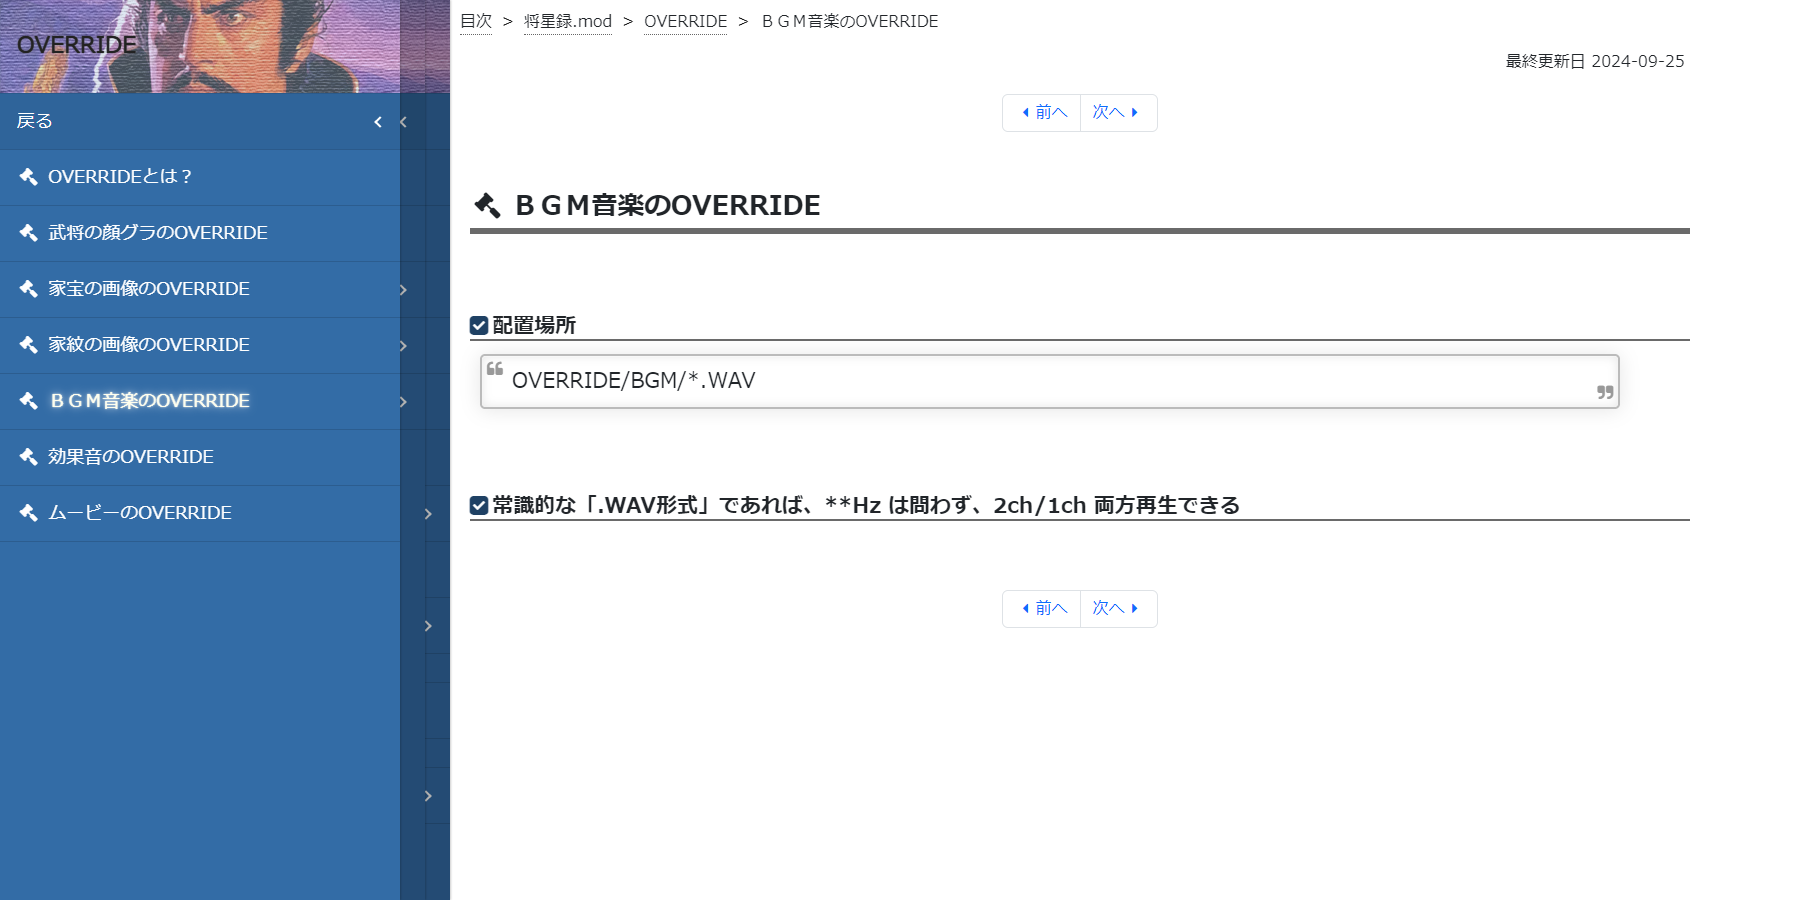 OVERRIDE
戻る
OVERRIDEとは？
武将の顔グラのOVERRIDE
家宝の画像のOVERRIDE
家紋の画像のOVERRIDE
ＢＧＭ音楽のOVERRIDE
効果音のOVERRIDE
ムービーのOVERRIDE
目次 > 将星録.mod > OVERRIDE > ＢＧＭ音楽のOVERRIDE
最終更新日 2024-09-25
前へ 次へ
ＢＧＭ音楽のOVERRIDE
配置場所
OVERRIDE/BGM/*.WAV
常識的な「.WAV形式」であれば、**Hz は問わず、2ch/1ch 両方再生できる
前へ 次へ